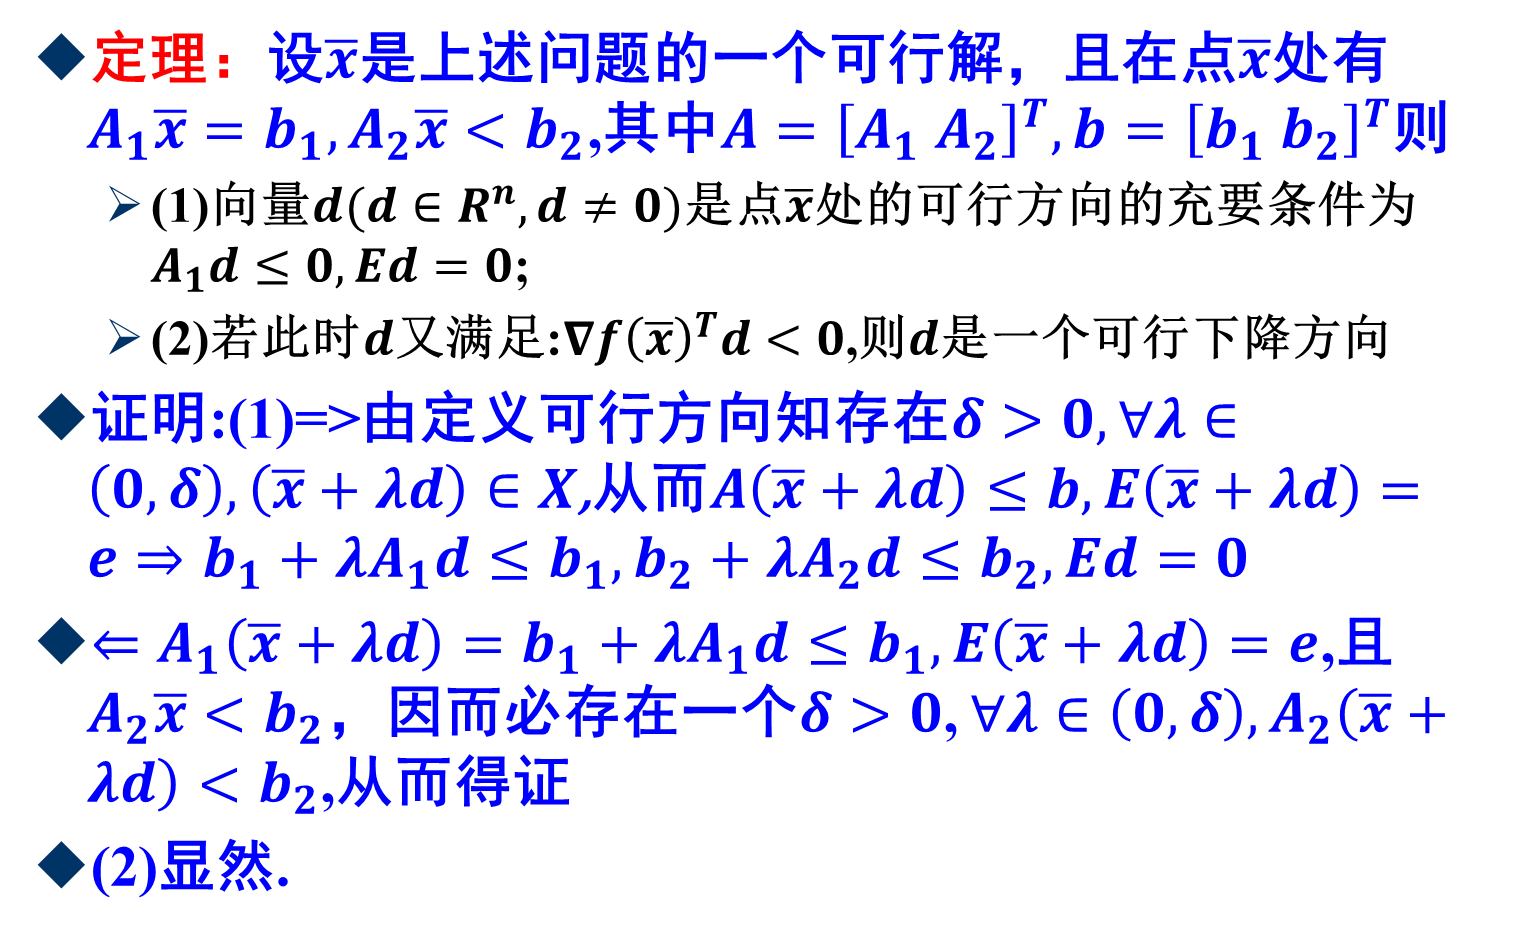 定理：设x̅是上述问题的一个可行解，且在点x̅处有
A₁x̅ = b₁, A₂x̅ < b₂,其中A = [A₁ A₂]ᵀ, b = [b₁ b₂]ᵀ则
(1)向量d(d ∈ Rⁿ, d ≠ 0)是点x̅处的可行方向的充要条件为
A₁d ≤ 0, Ed = 0;
(2)若此时d又满足:∇f(x̅)ᵀd < 0,则d是一个可行下降方向
证明:(1)=>由定义可行方向知存在δ > 0, ∀λ ∈
(0, δ), (x̅ + λd) ∈ X,从而A(x̅ + λd) ≤ b, E(x̅ + λd) =
e ⇒ b₁ + λA₁d ≤ b₁, b₂ + λA₂d ≤ b₂, Ed = 0
⇐ A₁(x̅ + λd) = b₁ + λA₁d ≤ b₁, E(x̅ + λd) = e,且
A₂x̅ < b₂，因而必存在一个δ > 0, ∀λ ∈ (0, δ), A₂(x̅ +
λd) < b₂,从而得证
(2)显然.